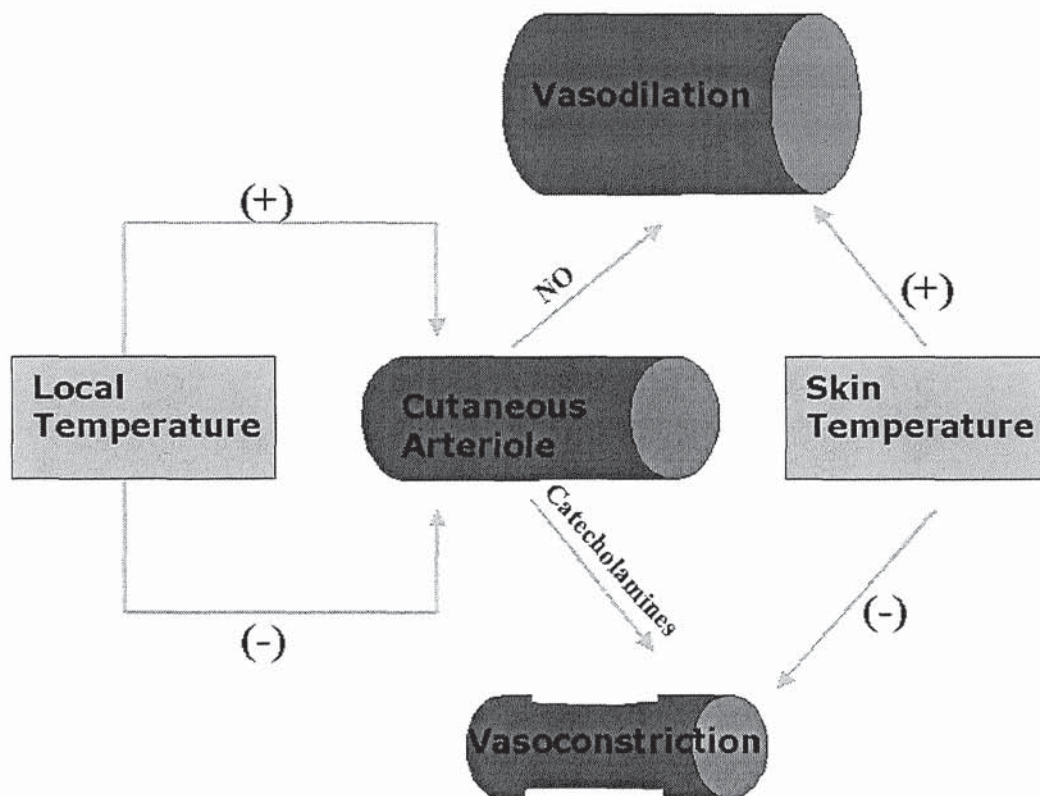 Vasodilation
(+)
NO
(+)
Local
Temperature
Cutaneous
Arteriole
Skin
Temperature
Catecholamines
(-)
(-)
Vasoconstriction